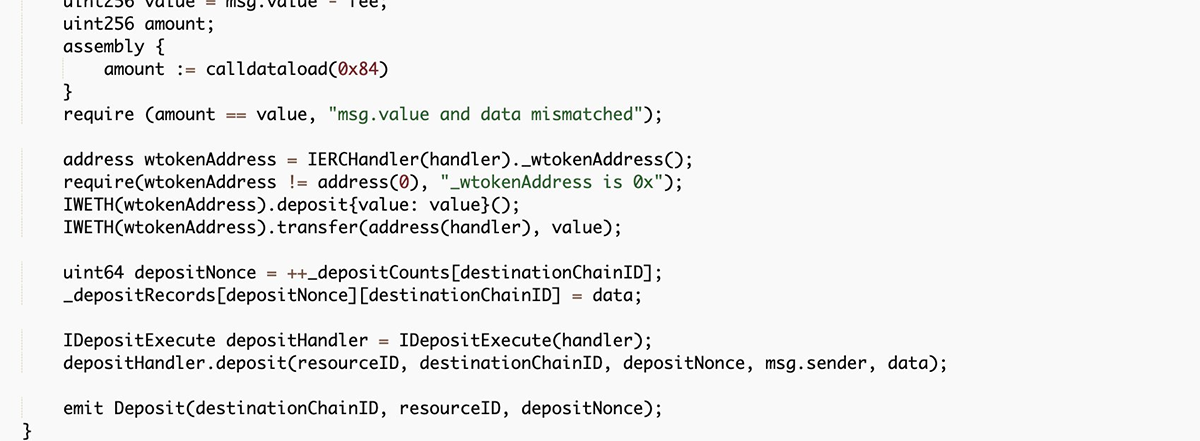 uint256 value = msg.value - fee;
uint256 amount;
assembly {
amount := calldataload(0x84)
}
require (amount == value, "msg.value and data mismatched");
address wtokenAddress = IERCHandler(handler)._wtokenAddress();
require(wtokenAddress != address(0), "_wtokenAddress is 0x");
IWETH(wtokenAddress).deposit{value: value}();
IWETH(wtokenAddress).transfer(address(handler), value);
uint64 depositNonce = ++_depositCounts[destinationChainID];
_depositRecords[depositNonce][destinationChainID] = data;
IDepositExecute depositHandler = IDepositExecute(handler);
depositHandler.deposit(resourceID, destinationChainID, depositNonce, msg.sender, data);
emit Deposit(destinationChainID, resourceID, depositNonce);
}